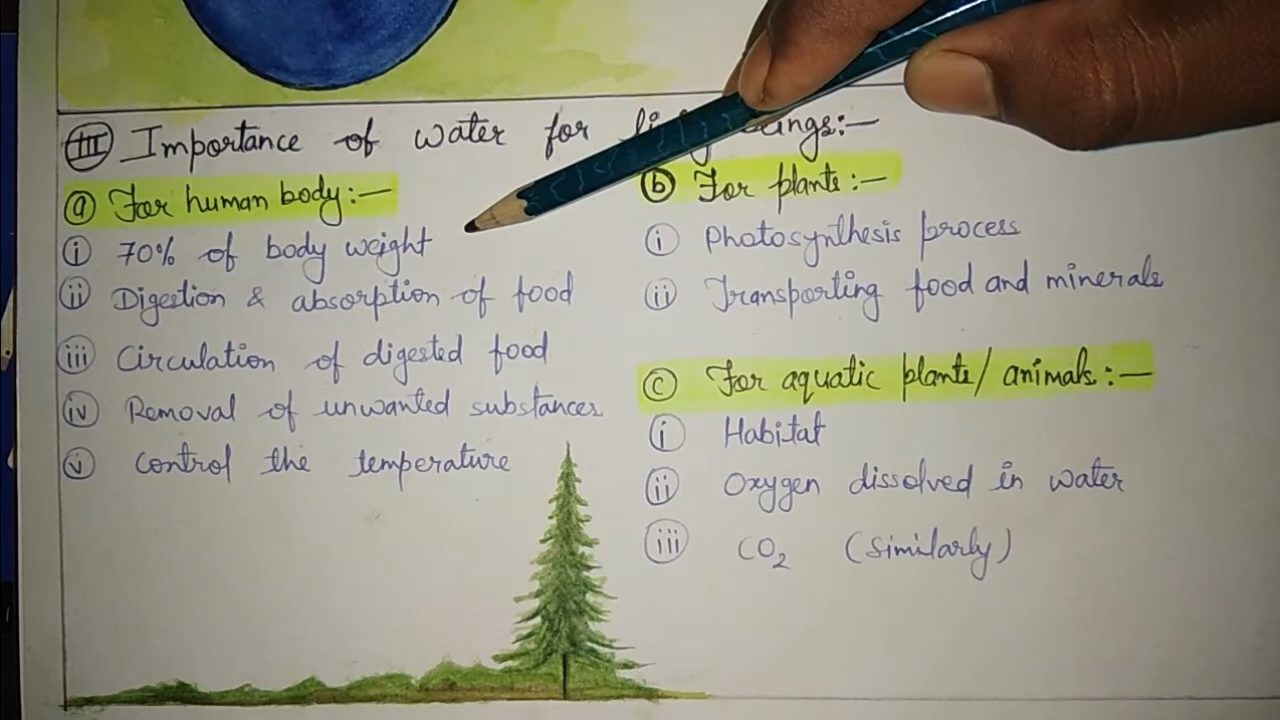 III Importance of water for
a For human body:—
i 70% of body weight
ii Digestion & absorption of food
iii Circulation of digested food
iv Removal of unwanted substances
v Control the temperature
b For plants:—
i Photosynthesis process
ii Transporting food and minerals
c For aquatic plants/animals:—
i Habitat
ii Oxygen dissolved in water
iii CO₂ (Similarly)